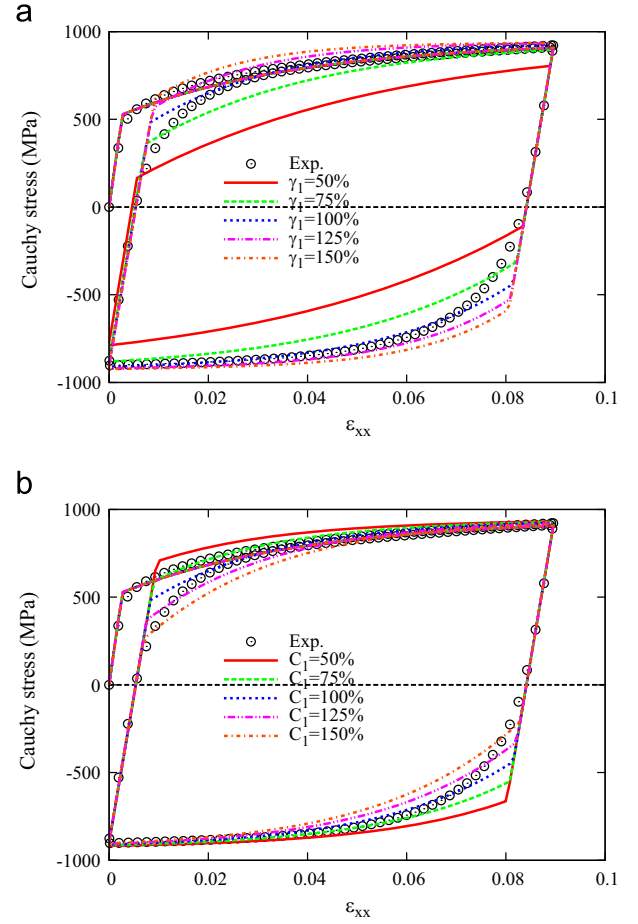 a
1000
500
0
-500
-1000
Cauchy stress (MPa)
Exp.
γ₁=50%
γ₁=75%
γ₁=100%
γ₁=125%
γ₁=150%
0 0.02 0.04 0.06 0.08 0.1
εxx
b
1000
500
0
-500
-1000
Cauchy stress (MPa)
Exp.
C₁=50%
C₁=75%
C₁=100%
C₁=125%
C₁=150%
0 0.02 0.04 0.06 0.08 0.1
εxx